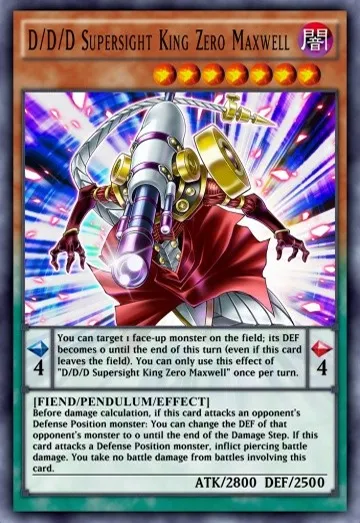 D/D/D Supersight King Zero Maxwell
闇
You can target 1 face-up monster on the field; its DEF
becomes 0 until the end of this turn (even if this card
leaves the field). You can only use this effect of
"D/D/D Supersight King Zero Maxwell" once per turn.
4
4
[FIEND/PENDULUM/EFFECT]
Before damage calculation, if this card attacks an opponent's
Defense Position monster: You can change the DEF of that
opponent's monster to 0 until the end of the Damage Step. If this
card attacks a Defense Position monster, inflict piercing battle
damage. You take no battle damage from battles involving this
card.
ATK/2800 DEF/2500